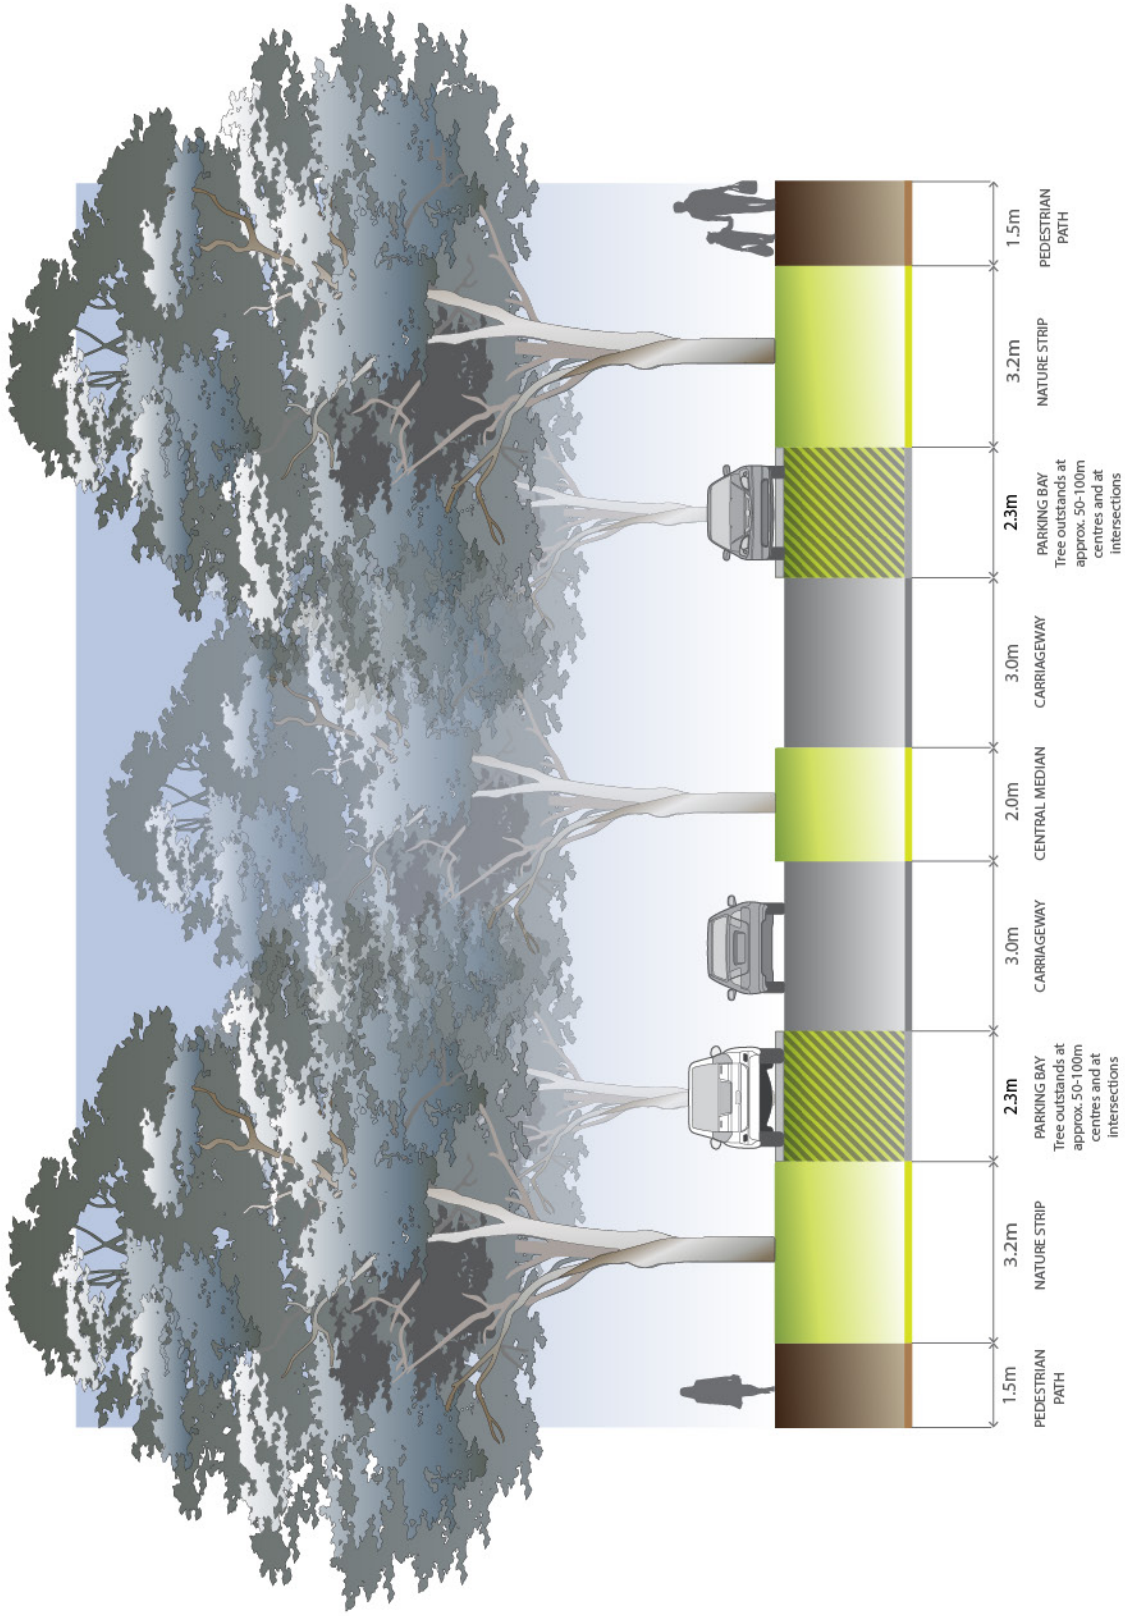 1.5m
PEDESTRIAN
PATH
3.2m
NATURE STRIP
2.3m
PARKING BAY
Tree outstands at
approx. 50-100m
centres and at
intersections
3.0m
CARRIAGEWAY
2.0m
CENTRAL MEDIAN
3.0m
CARRIAGEWAY
2.3m
PARKING BAY
Tree outstands at
approx. 50-100m
centres and at
intersections
3.2m
NATURE STRIP
1.5m
PEDESTRIAN
PATH